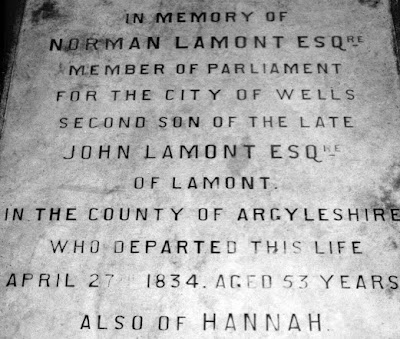 IN MEMORY OF
NORMAN LAMONT ESQRE
MEMBER OF PARLIAMENT
FOR THE CITY OF WELLS
SECOND SON OF THE LATE
JOHN LAMONT ESQRE
OF LAMONT.
IN THE COUNTY OF ARGYLESHIRE
WHO DEPARTED THIS LIFE
APRIL 27TH 1834. AGED 53 YEARS
ALSO OF HANNAH.